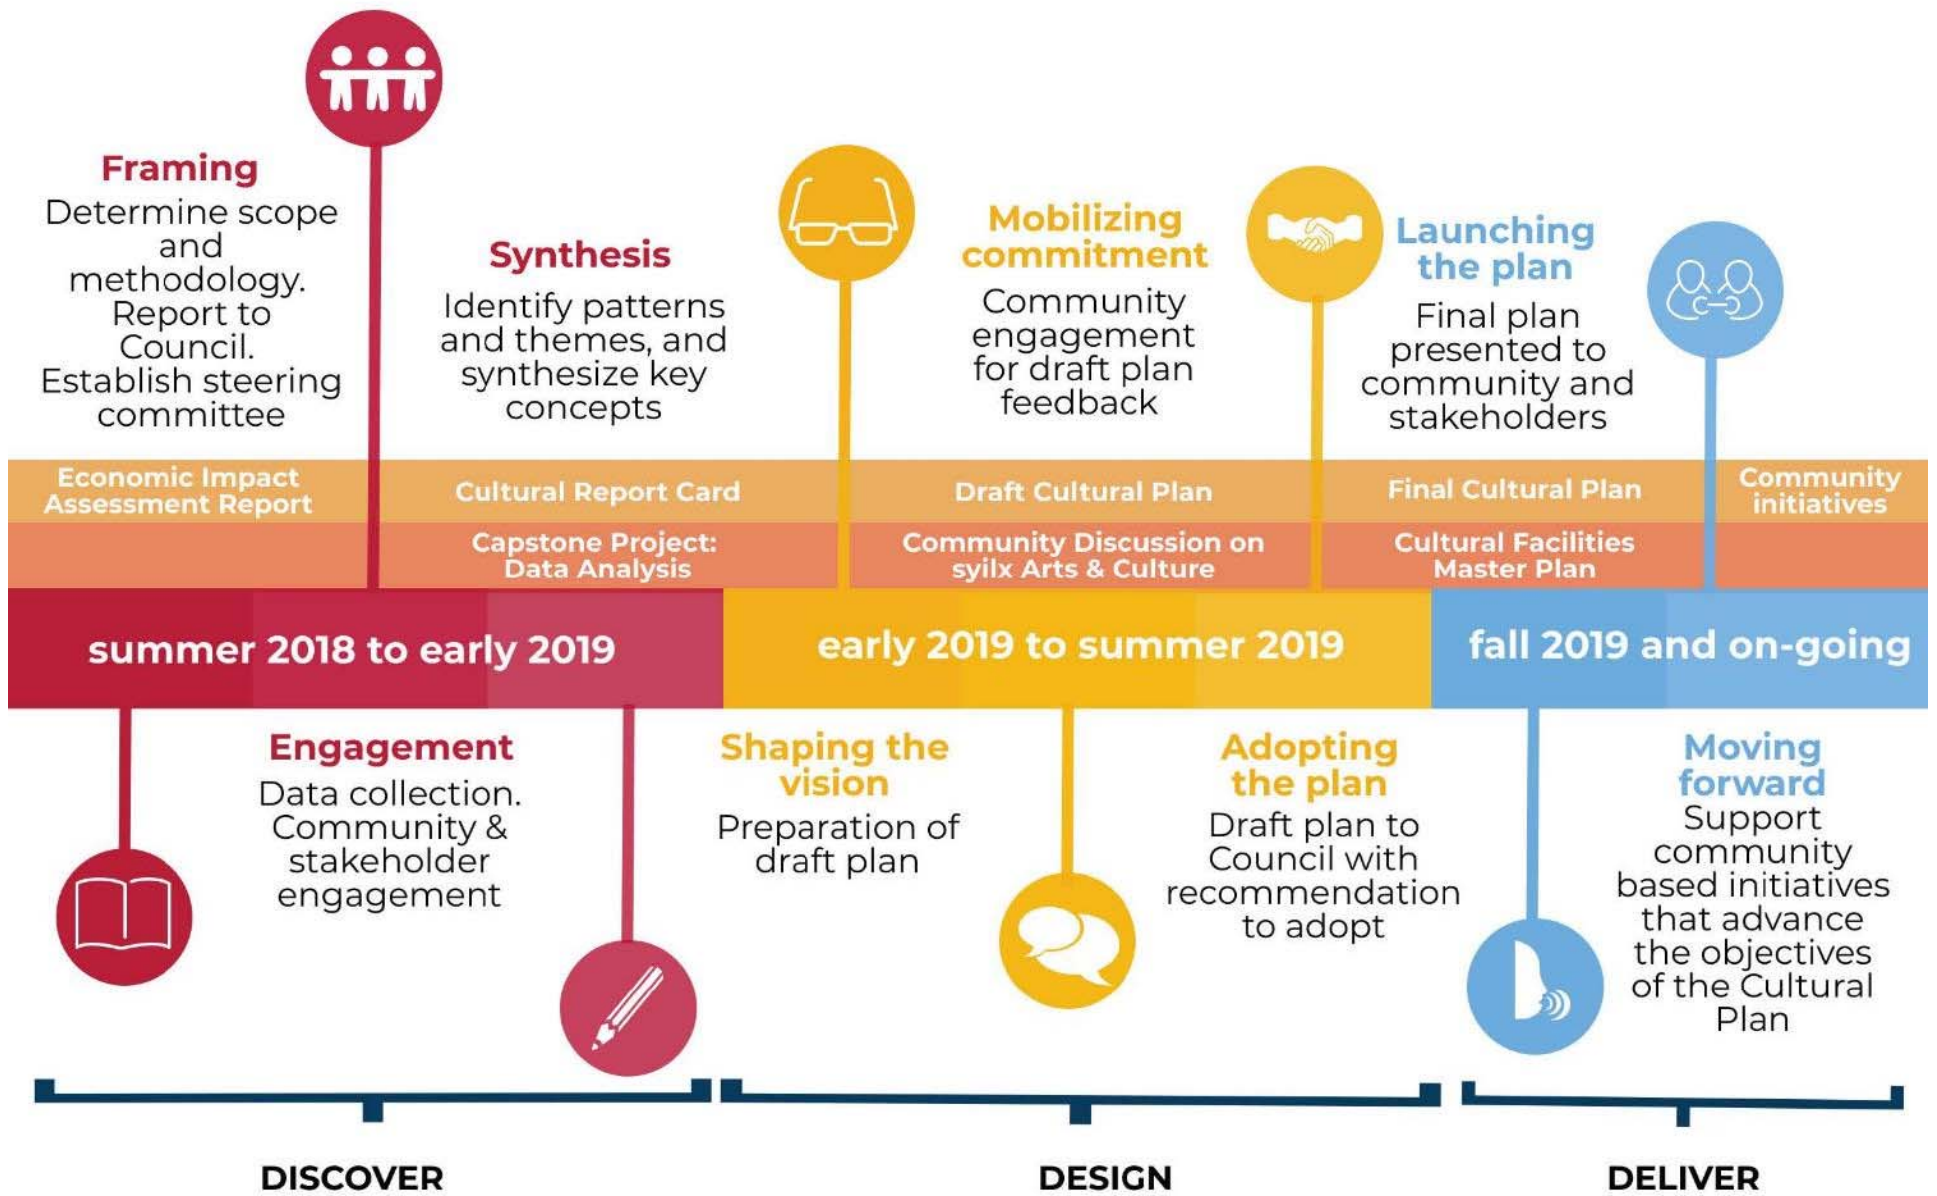 Framing
Determine scope
and
methodology.
Report to
Council.
Establish steering
committee
Synthesis
Identify patterns
and themes, and
synthesize key
concepts
Mobilizing
commitment
Community
engagement
for draft plan
feedback
Launching
the plan
Final plan
presented to
community and
stakeholders
Economic Impact
Assessment Report
Cultural Report Card
Draft Cultural Plan
Final Cultural Plan
Community
initiatives
Capstone Project:
Data Analysis
Community Discussion on
syilx Arts & Culture
Cultural Facilities
Master Plan
summer 2018 to early 2019
early 2019 to summer 2019
fall 2019 and on-going
Engagement
Data collection.
Community &
stakeholder
engagement
Shaping the
vision
Preparation of
draft plan
Adopting
the plan
Draft plan to
Council with
recommendation
to adopt
Moving
forward
Support
community
based initiatives
that advance
the objectives
of the Cultural
Plan
DISCOVER
DESIGN
DELIVER